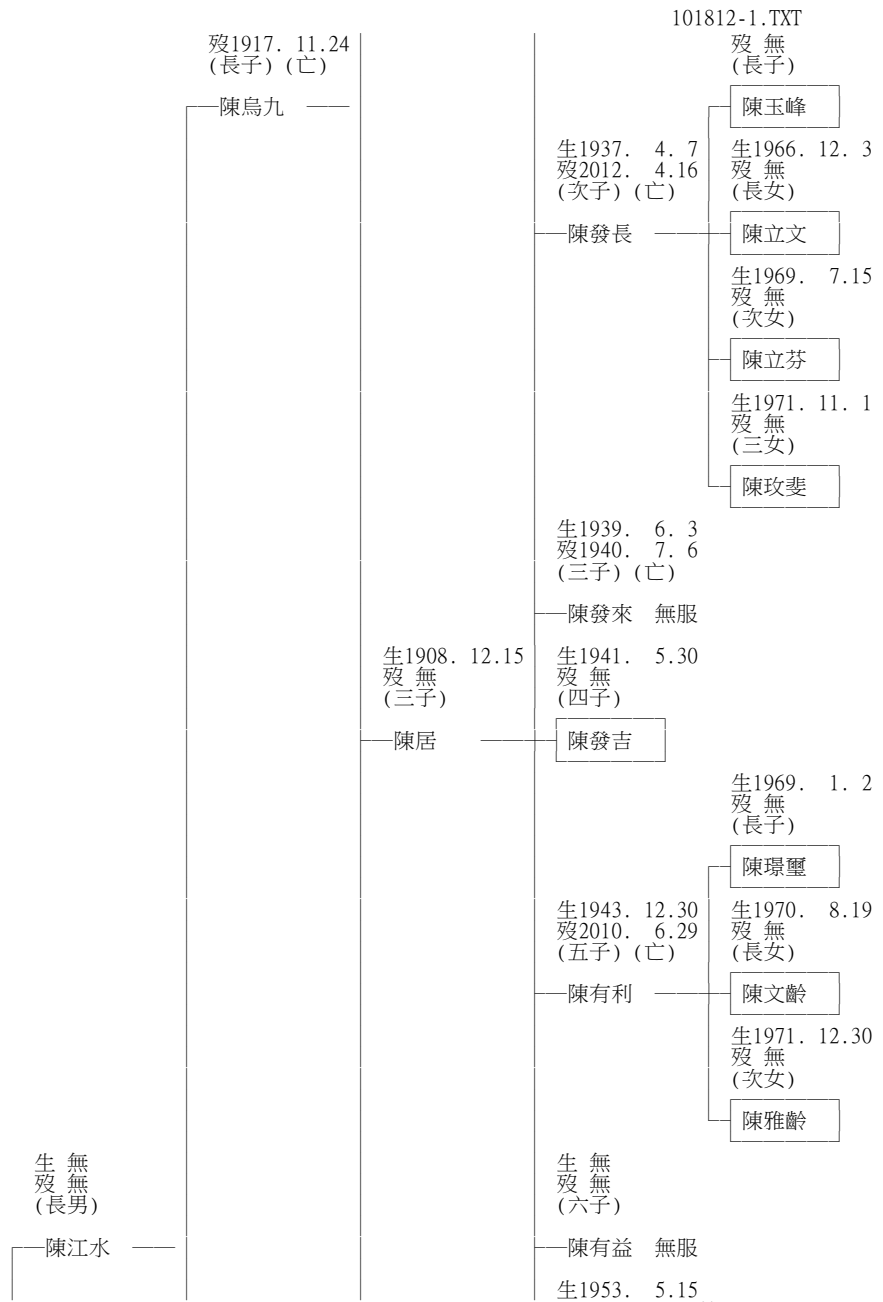 101812-1.TXT
歿1917. 11.24 歿 無
(長子)(亡) (長子)
陳烏九 陳玉峰
生1937. 4. 7 生1966. 12. 3
歿2012. 4.16 歿 無
(次子)(亡) (長女)
陳發長 陳立文
生1969. 7.15
歿 無
(次女)
陳立芬
生1971. 11. 1
歿 無
(三女)
陳玫斐
生1939. 6. 3
歿1940. 7. 6
(三子)(亡)
陳發來 無服
生1908. 12.15 生1941. 5.30
歿 無 歿 無
(三子) (四子)
陳居 陳發吉
生1969. 1. 2
歿 無
(長子)
陳璟璽
生1943. 12.30 生1970. 8.19
歿2010. 6.29 歿 無
(五子)(亡) (長女)
陳有利 陳文齡
生1971. 12.30
歿 無
(次女)
陳雅齡
生 無 生 無
歿 無 歿 無
(長男) (六子)
陳江水 陳有益 無服
生1953. 5.15